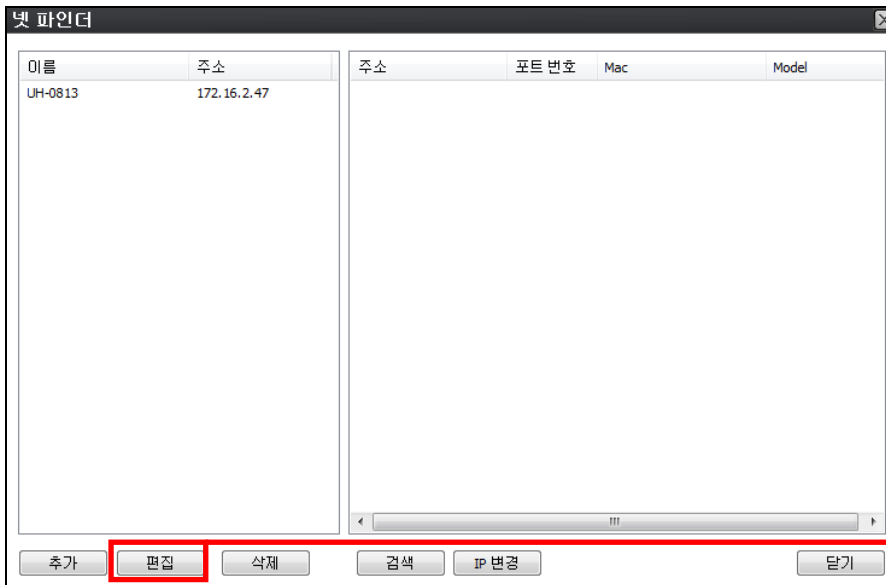 넷 파인더
이름 주소
UH-0813 172.16.2.47
주소 포트 번호 Mac Model
추가 편집 삭제 검색 IP 변경 닫기